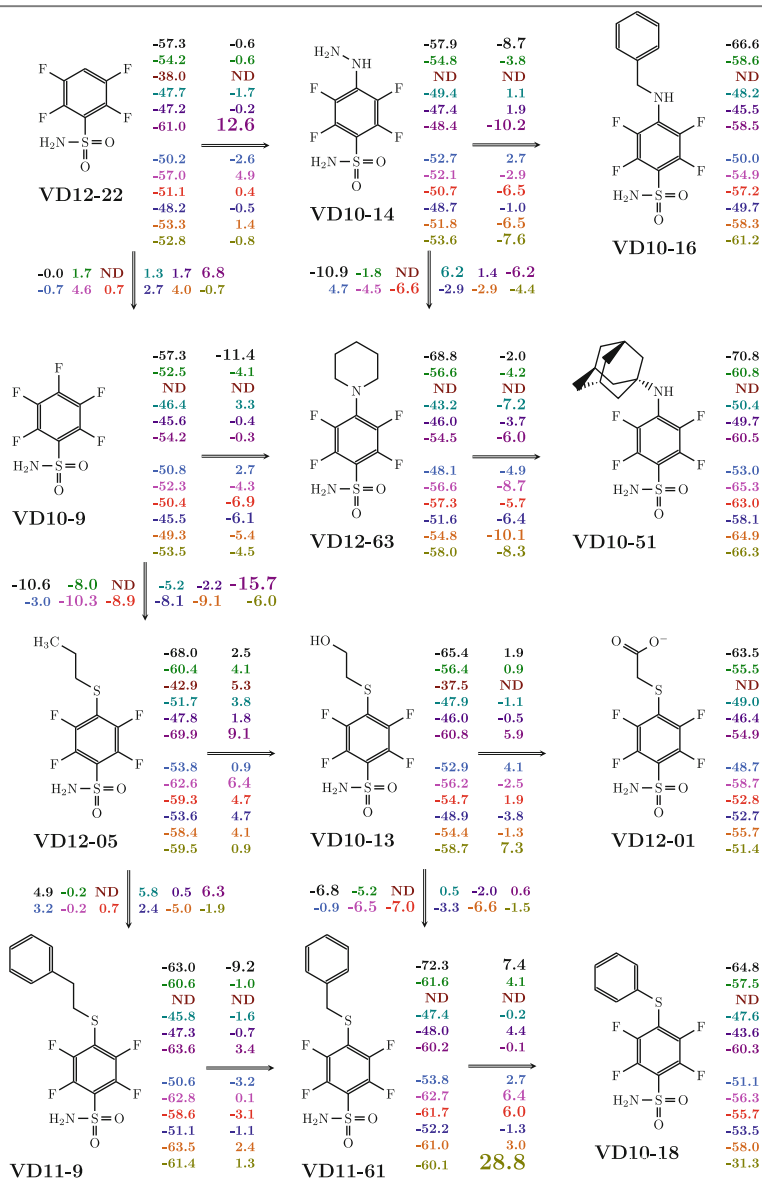 F
F
F
F
H₂N
S
O
O
VD12-22
-57.3 -0.6
-54.2 -0.6
-38.0 ND
-47.7 -1.7
-47.2 -0.2
-61.0 12.6
-50.2 -2.6
-57.0 4.9
-51.1 0.4
-48.2 -0.5
-53.3 1.4
-52.8 -0.8
H₂N
NH
F
F
F
F
H₂N
S
O
O
VD10-14
-57.9 -8.7
-54.8 -3.8
ND ND
-49.4 1.1
-47.4 1.9
-48.4 -10.2
-52.7 2.7
-52.1 -2.9
-50.7 -6.5
-48.7 -1.0
-51.8 -6.5
-53.6 -7.6
NH
F
F
F
F
H₂N
S
O
O
VD10-16
-66.6
-58.6
ND
-48.2
-45.5
-58.5
-50.0
-54.9
-57.2
-49.7
-58.3
-61.2
-0.0 1.7 ND 1.3 1.7 6.8
-0.7 4.6 0.7 2.7 4.0 -0.7
-10.9 -1.8 ND 6.2 1.4 -6.2
4.7 -4.5 -6.6 -2.9 -2.9 -4.4
F
F
F
F
F
H₂N
S
O
O
VD10-9
-57.3 -11.4
-52.5 -4.1
ND ND
-46.4 3.3
-45.6 -0.4
-54.2 -0.3
-50.8 2.7
-52.3 -4.3
-50.4 -6.9
-45.5 -6.1
-49.3 -5.4
-53.5 -4.5
N
F
F
F
F
H₂N
S
O
O
VD12-63
-68.8 -2.0
-56.6 -4.2
ND ND
-43.2 -7.2
-46.0 -3.7
-54.5 -6.0
-48.1 -4.9
-56.6 -8.7
-57.3 -5.7
-51.6 -6.4
-54.8 -10.1
-58.0 -8.3
NH
F
F
F
F
H₂N
S
O
O
VD10-51
-70.8
-60.8
ND
-50.4
-49.7
-60.5
-53.0
-65.3
-63.0
-58.1
-64.9
-66.3
-10.6 -8.0 ND -5.2 -2.2 -15.7
-3.0 -10.3 -8.9 -8.1 -9.1 -6.0
H₃C
S
F
F
F
F
H₂N
S
O
O
VD12-05
-68.0 2.5
-60.4 4.1
-42.9 5.3
-51.7 3.8
-47.8 1.8
-69.9 9.1
-53.8 0.9
-62.6 6.4
-59.3 4.7
-53.6 4.7
-58.4 4.1
-59.5 0.9
HO
S
F
F
F
F
H₂N
S
O
O
VD10-13
-65.4 1.9
-56.4 0.9
-37.5 ND
-47.9 -1.1
-46.0 -0.5
-60.8 5.9
-52.9 4.1
-56.2 -2.5
-54.7 1.9
-48.9 -3.8
-54.4 -1.3
-58.7 7.3
O
O⁻
S
F
F
F
F
H₂N
S
O
O
VD12-01
-63.5
-55.5
ND
-49.0
-46.4
-54.9
-48.7
-58.7
-52.8
-52.7
-55.7
-51.4
4.9 -0.2 ND 5.8 0.5 6.3
3.2 -0.2 0.7 2.4 -5.0 -1.9
-6.8 -5.2 ND 0.5 -2.0 0.6
-0.9 -6.5 -7.0 -3.3 -6.6 -1.5
S
F
F
F
F
H₂N
S
O
O
VD11-9
-63.0 -9.2
-60.6 -1.0
ND ND
-45.8 -1.6
-47.3 -0.7
-63.6 3.4
-50.6 -3.2
-62.8 0.1
-58.6 -3.1
-51.1 -1.1
-63.5 2.4
-61.4 1.3
S
F
F
F
F
H₂N
S
O
O
VD11-61
-72.3 7.4
-61.6 4.1
ND ND
-47.4 -0.2
-48.0 4.4
-60.2 -0.1
-53.8 2.7
-62.7 6.4
-61.7 6.0
-52.2 -1.3
-61.0 3.0
-60.1 28.8
S
F
F
F
F
H₂N
S
O
O
VD10-18
-64.8
-57.5
ND
-47.6
-43.6
-60.3
-51.1
-56.3
-55.7
-53.5
-58.0
-31.3